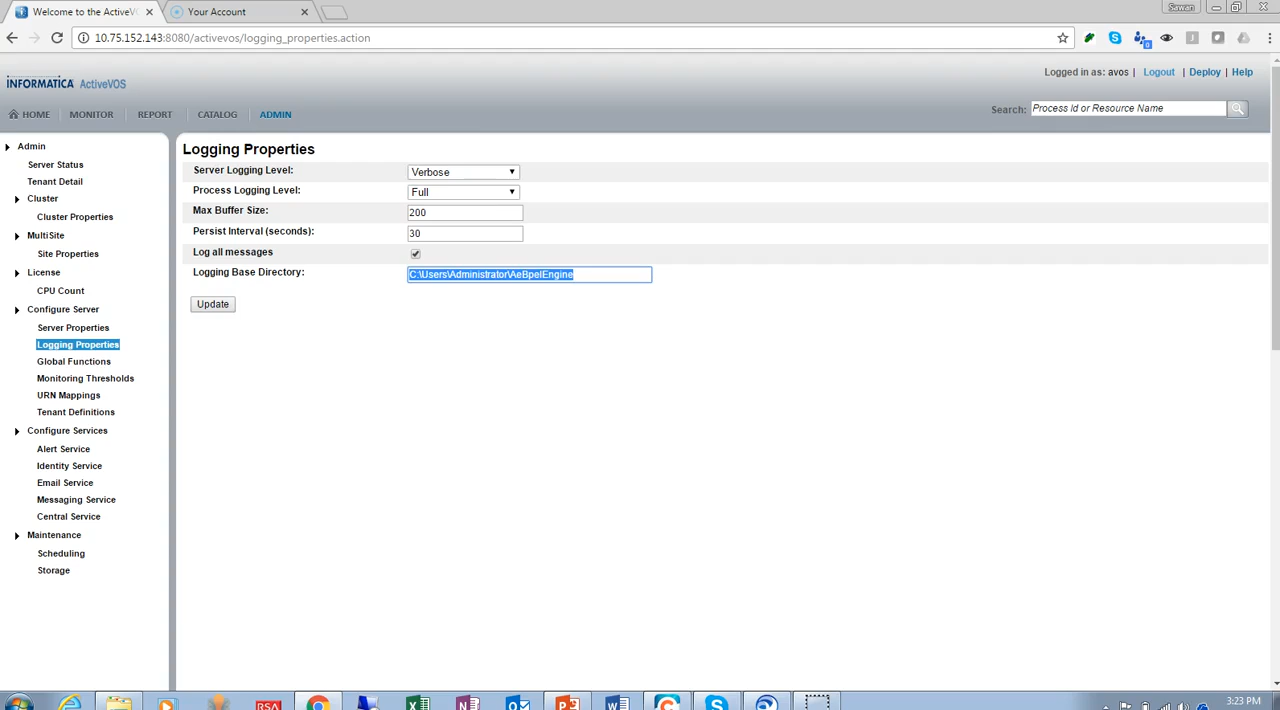 Welcome to the ActiveV
Your Account
Sawan
10.75.152.143:8080/activevos/logging_properties.action
INFORMATICA ActiveVOS
Logged in as: avos | Logout | Deploy | Help
HOME MONITOR REPORT CATALOG ADMIN
Search: Process Id or Resource Name
Admin
Server Status
Tenant Detail
Cluster
Cluster Properties
MultiSite
Site Properties
License
CPU Count
Configure Server
Server Properties
Logging Properties
Global Functions
Monitoring Thresholds
URN Mappings
Tenant Definitions
Configure Services
Alert Service
Identity Service
Email Service
Messaging Service
Central Service
Maintenance
Scheduling
Storage
Logging Properties
Server Logging Level: Verbose
Process Logging Level: Full
Max Buffer Size: 200
Persist Interval (seconds): 30
Log all messages
Logging Base Directory: C:\Users\Administrator\AeBpelEngine
Update
RSA
3:23 PM